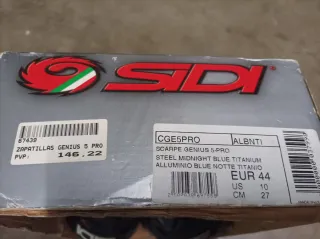 SIDI
87439
ZAPATILLAS GENIUS 5 PRO
PVP: 146.22
CGE5PRO ALBNTI
SCARPE GENIUS 5-PRO
STEEL MIDNIGHT BLUE TITANIUM
ALLUMINIO BLUE NOTTE TITANIO
EUR 44
US 10
CM 27